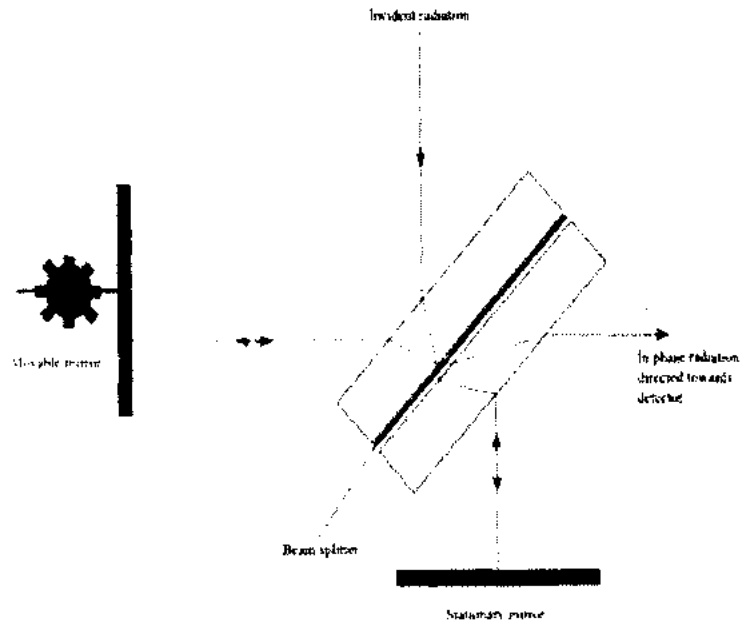 Incident radiation
Movable mirror
In phase radiation
directed towards
detector
Beam splitter
Stationary mirror